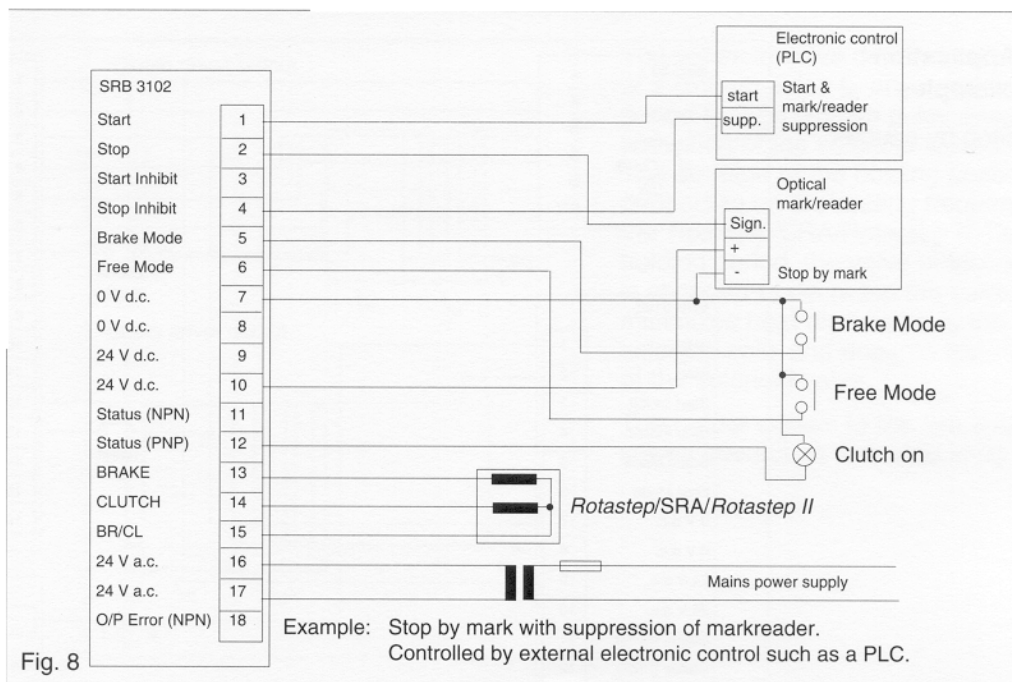 SRB 3102
Start 1
Stop 2
Start Inhibit 3
Stop Inhibit 4
Brake Mode 5
Free Mode 6
0 V d.c. 7
0 V d.c. 8
24 V d.c. 9
24 V d.c. 10
Status (NPN) 11
Status (PNP) 12
BRAKE 13
CLUTCH 14
BR/CL 15
24 V a.c. 16
24 V a.c. 17
O/P Error (NPN) 18
Electronic control
(PLC)
start
supp.
Start &
mark/reader
suppression
Optical
mark/reader
Sign.
+
-
Stop by mark
Brake Mode
Free Mode
Clutch on
Rotastep/SRA/Rotastep II
Mains power supply
Example: Stop by mark with suppression of markreader.
Controlled by external electronic control such as a PLC.
Fig. 8